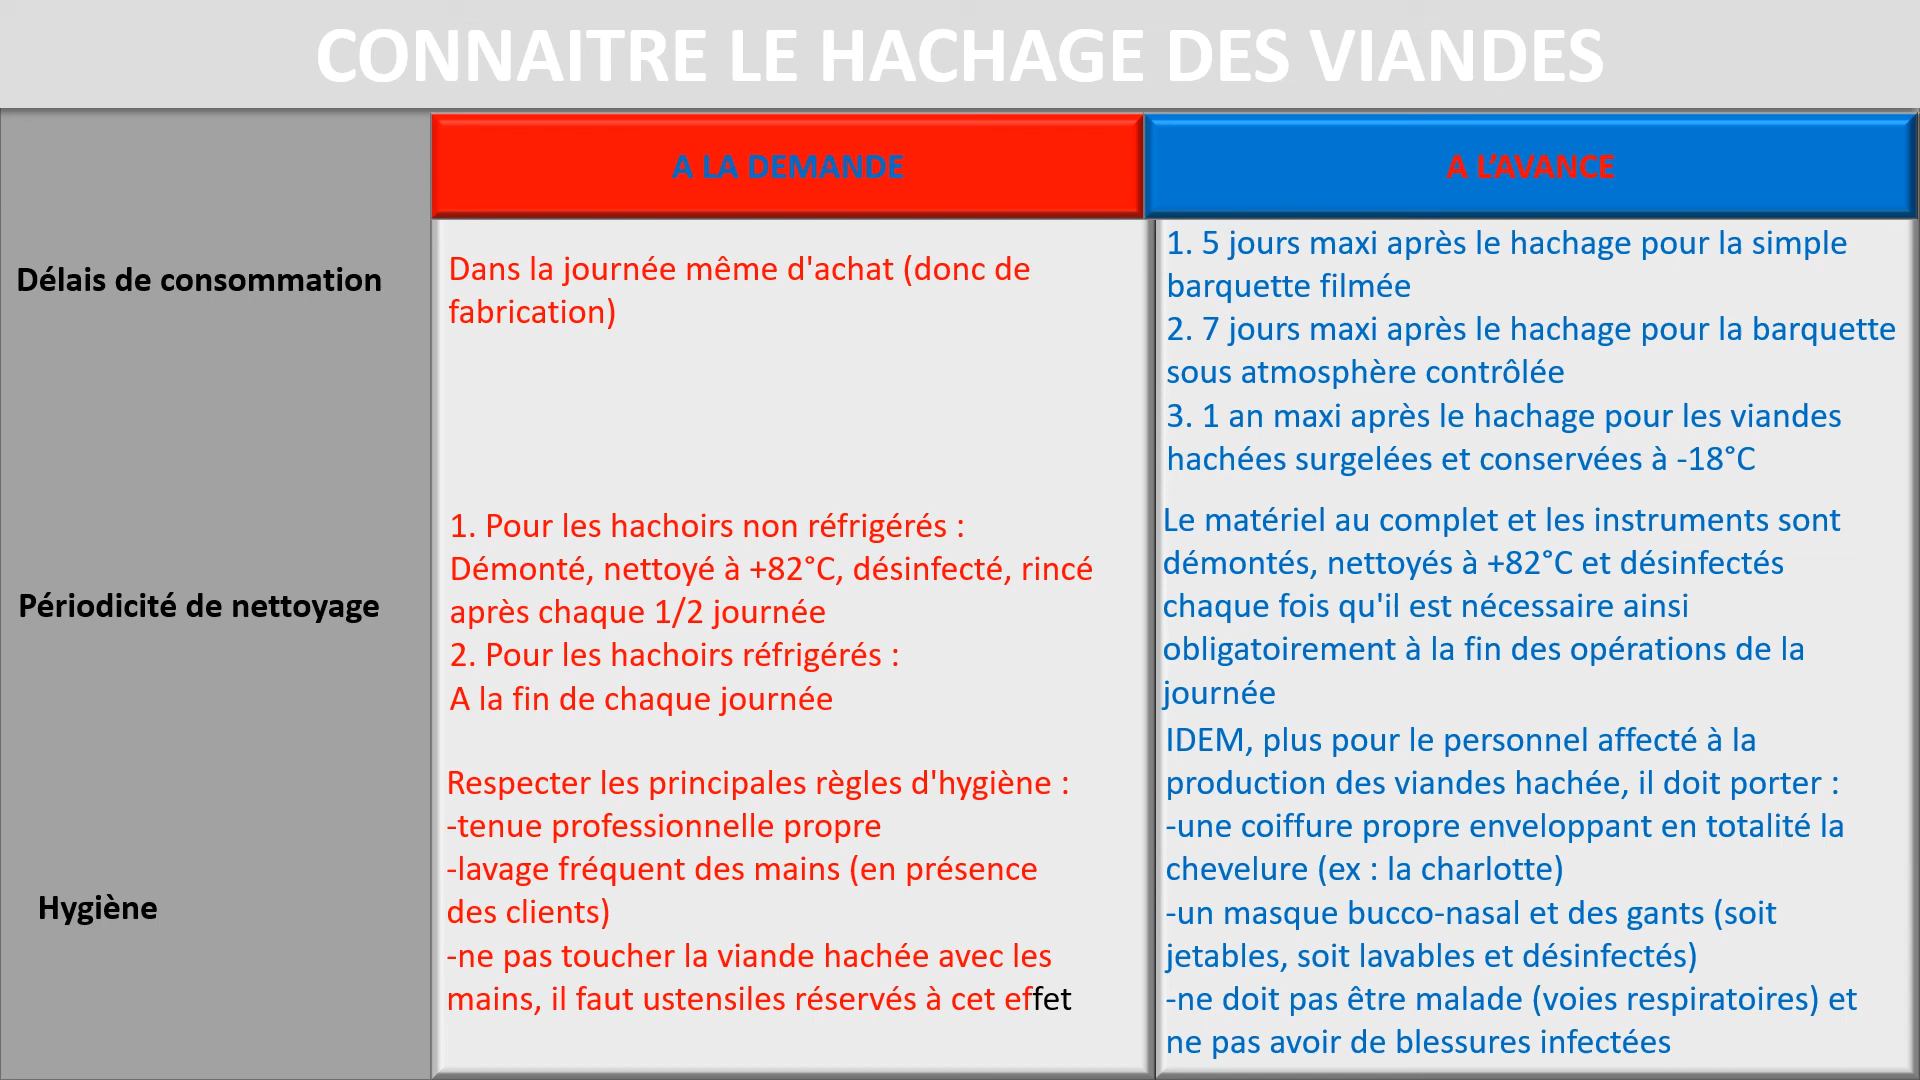 CONNAITRE LE HACHAGE DES VIANDES
A LA DEMANDE
A L'AVANCE
Délais de consommation
Dans la journée même d'achat (donc de
fabrication)
1. 5 jours maxi après le hachage pour la simple
barquette filmée
2. 7 jours maxi après le hachage pour la barquette
sous atmosphère contrôlée
3. 1 an maxi après le hachage pour les viandes
hachées surgelées et conservées à -18°C
Périodicité de nettoyage
1. Pour les hachoirs non réfrigérés :
Démonté, nettoyé à +82°C, désinfecté, rincé
après chaque 1/2 journée
2. Pour les hachoirs réfrigérés :
A la fin de chaque journée
Le matériel au complet et les instruments sont
démontés, nettoyés à +82°C et désinfectés
chaque fois qu'il est nécessaire ainsi
obligatoirement à la fin des opérations de la
journée
Hygiène
Respecter les principales règles d'hygiène :
-tenue professionnelle propre
-lavage fréquent des mains (en présence
des clients)
-ne pas toucher la viande hachée avec les
mains, il faut ustensiles réservés à cet effet
IDEM, plus pour le personnel affecté à la
production des viandes hachée, il doit porter :
-une coiffure propre enveloppant en totalité la
chevelure (ex : la charlotte)
-un masque bucco-nasal et des gants (soit
jetables, soit lavables et désinfectés)
-ne doit pas être malade (voies respiratoires) et
ne pas avoir de blessures infectées